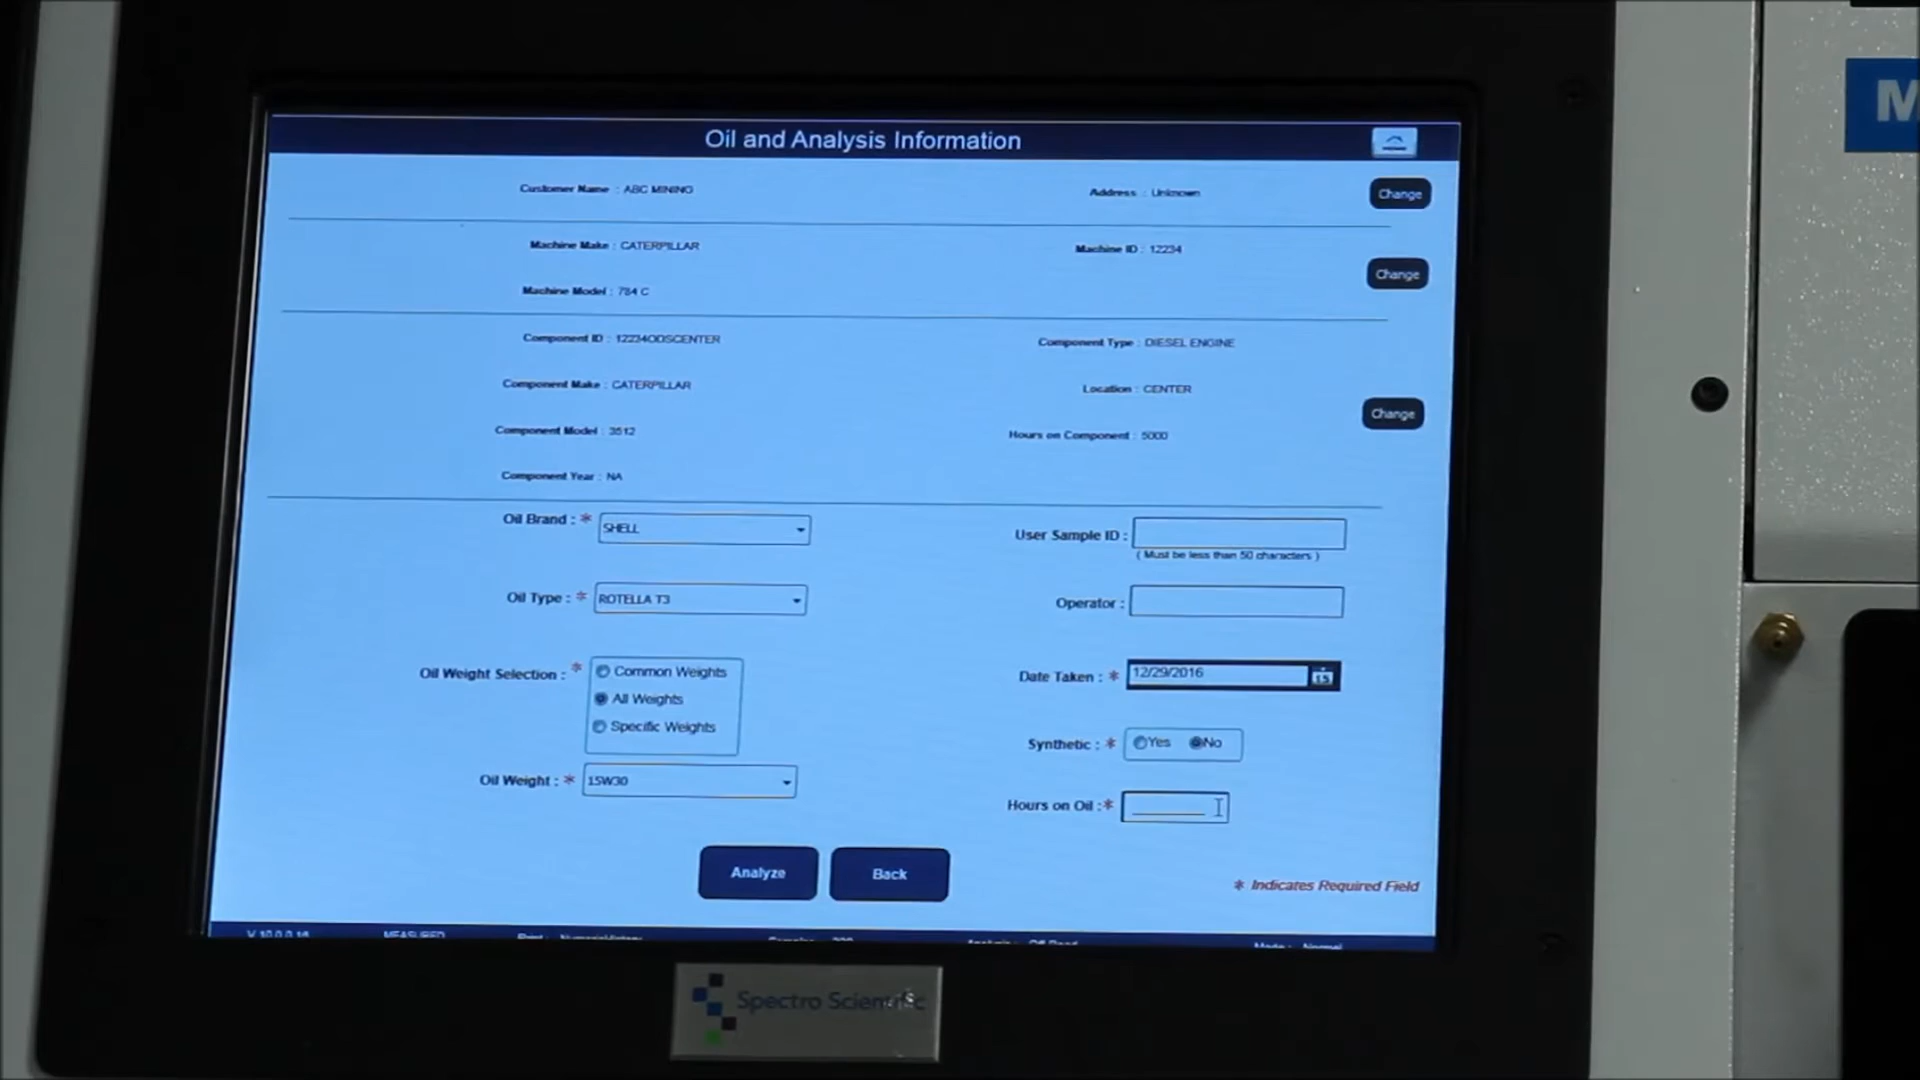 Oil and Analysis Information
M
Customer Name : ABC MINING
Address : Unknown
Change
Machine Make : CATERPILLAR
Machine ID : 12234
Change
Machine Model : 784 C
Component ID : 12234ODSCENTER
Component Type : DIESEL ENGINE
Component Make : CATERPILLAR
Location : CENTER
Change
Component Model : 3512
Hours on Component : 5000
Component Year : NA
Oil Brand : * SHELL
User Sample ID :
( Must be less than 50 characters )
Oil Type : * ROTELLA T3
Operator :
Oil Weight Selection : *
Common Weights
All Weights
Specific Weights
Date Taken : * 12/29/2016
15
Synthetic : * Yes No
Oil Weight : * 15W30
Hours on Oil :*
Analyze
Back
* Indicates Required Field
MEASURED
Mode : Normal
Spectro Scientific